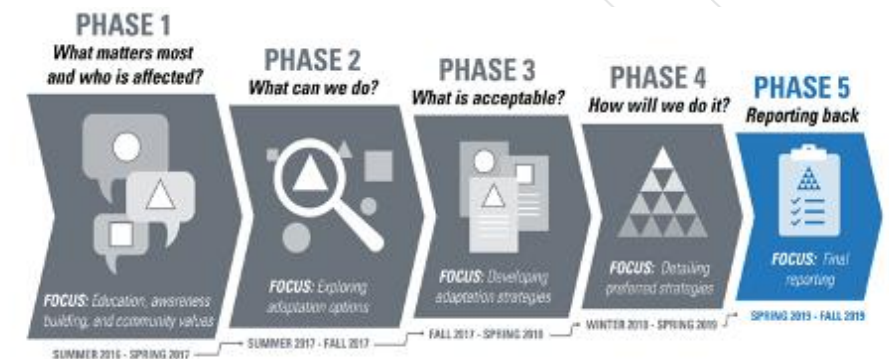 PHASE 1
What matters most
and who is affected?
FOCUS: Education, awareness
building, and community values
SUMMER 2016 - SPRING 2017
PHASE 2
What can we do?
FOCUS: Exploring
adaptation options
SUMMER 2017 - FALL 2017
PHASE 3
What is acceptable?
FOCUS: Developing
adaptation strategies
FALL 2017 - SPRING 2018
PHASE 4
How will we do it?
FOCUS: Detailing
preferred strategies
WINTER 2018 - SPRING 2019
PHASE 5
Reporting back
FOCUS: Final
reporting
SPRING 2019 - FALL 2019